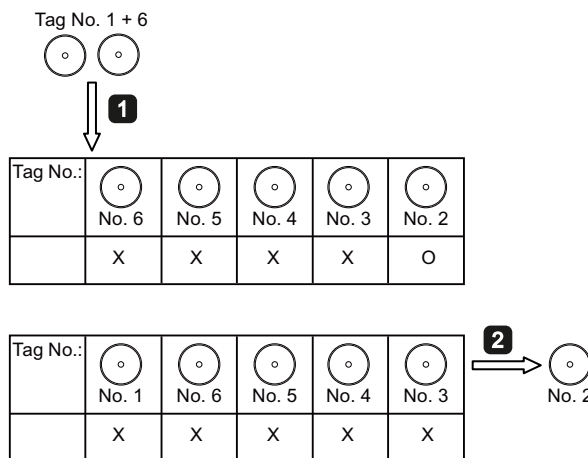 Tag No. 1 + 6
1
Tag No.:
No. 6 No. 5 No. 4 No. 3 No. 2
X X X X O
Tag No.:
No. 1 No. 6 No. 5 No. 4 No. 3
X X X X X
2
No. 2